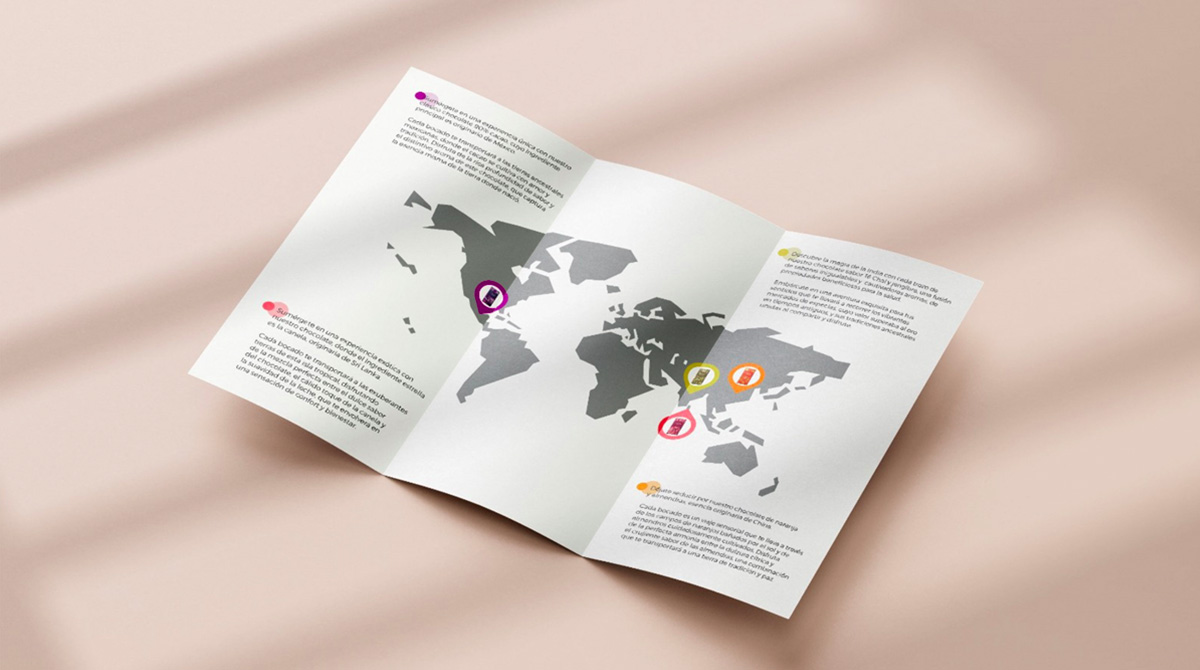 Sumérgete en una experiencia única con nuestro
clásico chocolate 90% cacao, cuyo ingrediente
principal es originario de México.
Cada bocado te transportará a las tierras ancestrales
mexicanas, donde el cacao se cultiva con amor y
tradición. Disfruta de la rica profundidad de sabor y
el distintivo aroma de este chocolate, que captura
la esencia misma de la tierra donde nació.
Sumérgete en una experiencia exótica con
nuestro chocolate, donde el ingrediente estrella
es la canela, originaria de Sri Lanka.
Cada bocado te transportará a las exuberantes
tierras de esta isla tropical, disfrutando
de la mezcla perfecta entre el dulce sabor
del chocolate, el cálido toque de la canela y
la suavidad de la leche, que te envolverá en
una sensación de confort y bienestar.
Descubre la magia de la India con cada trozo de
nuestro chocolate sabor té Chai y jengibre, una fusión
de sabores inigualables y cautivadores aromas, de
propiedades beneficiosas para la salud.
Embárcate en una aventura exquisita para tus
sentidos que te llevará a recorrer los vibrantes
mercados de especias, cuyo valor superaba al oro
en tiempos antiguos, y sus tradiciones ancestrales
unidas al compartir y disfrute.
Déjate seducir por nuestro chocolate de naranja
y almendras, esencia originaria de China.
Cada bocado es un viaje sensorial que te lleva a través
de los campos de naranjos bañados por el sol y de
almendros cuidadosamente cultivados. Disfruta
de la perfecta armonía entre la dulzura cítrica y
el crujiente sabor de las almendras, una combinación
que te transportará a una tierra de tradición y paz.